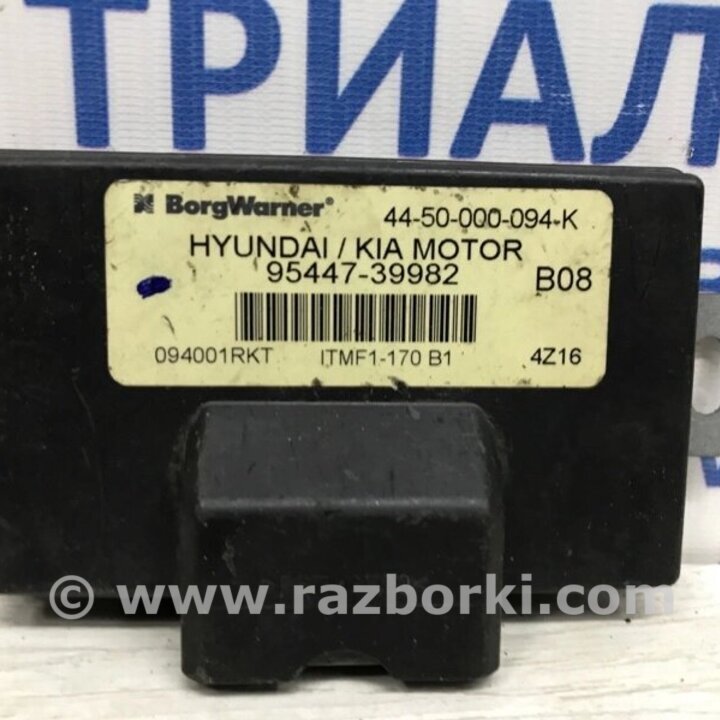 ТРИАЛ
BorgWarner®
44-50-000-094-K
HYUNDAI / KIA MOTOR
95447-39982
B08
094001RKT
ITMF1-170 B1
4Z16
© www.razborki.com